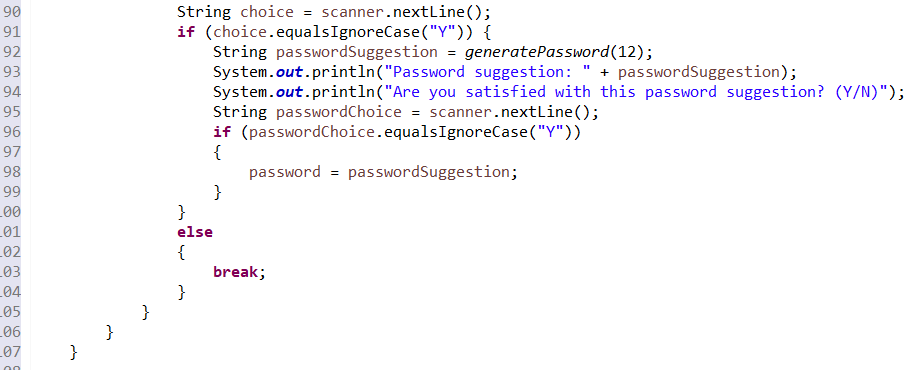 90 String choice = scanner.nextLine();
91 if (choice.equalsIgnoreCase("Y")) {
92 String passwordSuggestion = generatePassword(12);
93 System.out.println("Password suggestion: " + passwordSuggestion);
94 System.out.println("Are you satisfied with this password suggestion? (Y/N)");
95 String passwordChoice = scanner.nextLine();
96 if (passwordChoice.equalsIgnoreCase("Y"))
97 {
98 password = passwordSuggestion;
99 }
00 }
01 else
02 {
03 break;
04 }
05 }
06 }
07 }